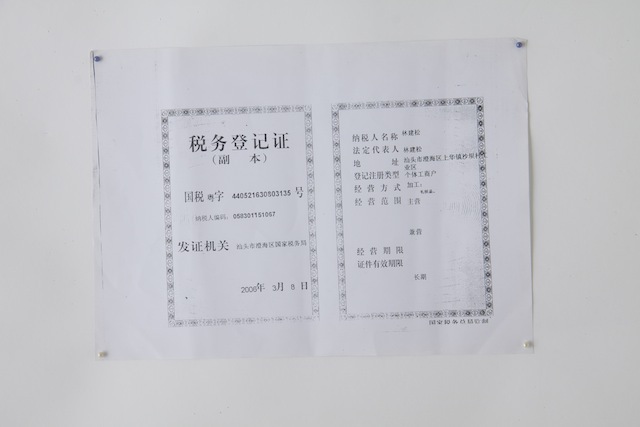 税务登记证
（副 本）
国税 粤字 440521630803135 号
纳税人编码：058301151067
发证机关 汕头市澄海区国家税务局
2006年 3月 8日
纳税人名称 林建松
法定代表人 林建松
地 址 汕头市澄海区上华镇
业区
登记注册类型 个体工商户
经营方式 加工；
经营范围 主营
兼营
经营期限
证件有效期限
长期
国家税务总局监制